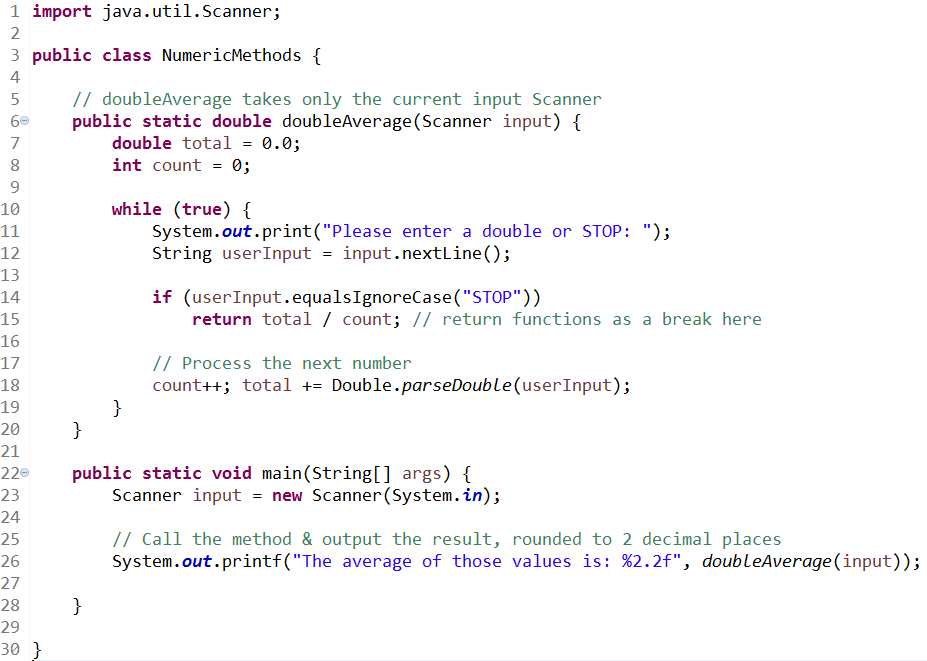 1 import java.util.Scanner;
2
3 public class NumericMethods {
4
5     // doubleAverage takes only the current input Scanner
6     public static double doubleAverage(Scanner input) {
7         double total = 0.0;
8         int count = 0;
9
10         while (true) {
11             System.out.print("Please enter a double or STOP: ");
12             String userInput = input.nextLine();
13
14             if (userInput.equalsIgnoreCase("STOP"))
15                 return total / count; // return functions as a break here
16
17             // Process the next number
18             count++; total += Double.parseDouble(userInput);
19         }
20     }
21
22     public static void main(String[] args) {
23         Scanner input = new Scanner(System.in);
24
25         // Call the method & output the result, rounded to 2 decimal places
26         System.out.printf("The average of those values is: %2.2f", doubleAverage(input));
27
28     }
29
30 }